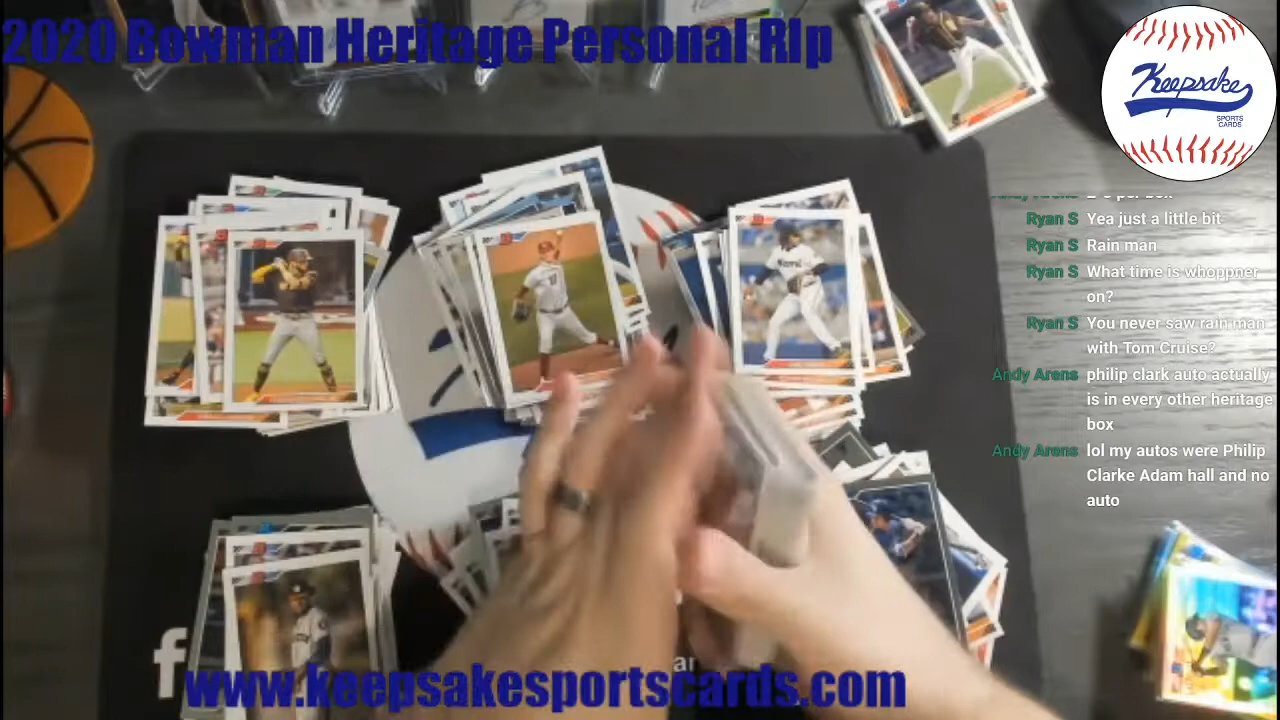 2020 Bowman Heritage Personal Rip
Keepsake
SPORTS
CARDS
Ryan S Yea just a little bit
Ryan S Rain man
Ryan S What time is whoppner
on?
Ryan S You never saw rain man
with Tom Cruise?
Andy Arens philip clark auto actually
is in every other heritage
box
Andy Arens lol my autos were Philip
Clarke Adam hall and no
auto
f
www.keepsakesportscards.com